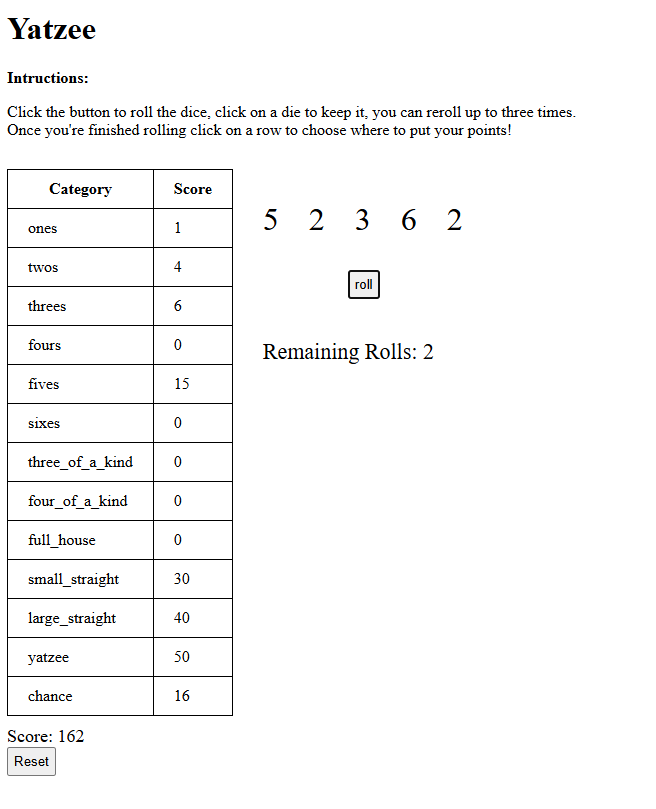 Yatzee
Intructions:
Click the button to roll the dice, click on a die to keep it, you can reroll up to three times.
Once you're finished rolling click on a row to choose where to put your points!
Category Score
ones 1
twos 4
threes 6
fours 0
fives 15
sixes 0
three_of_a_kind 0
four_of_a_kind 0
full_house 0
small_straight 30
large_straight 40
yatzee 50
chance 16
Score: 162
Reset
5 2 3 6 2
roll
Remaining Rolls: 2